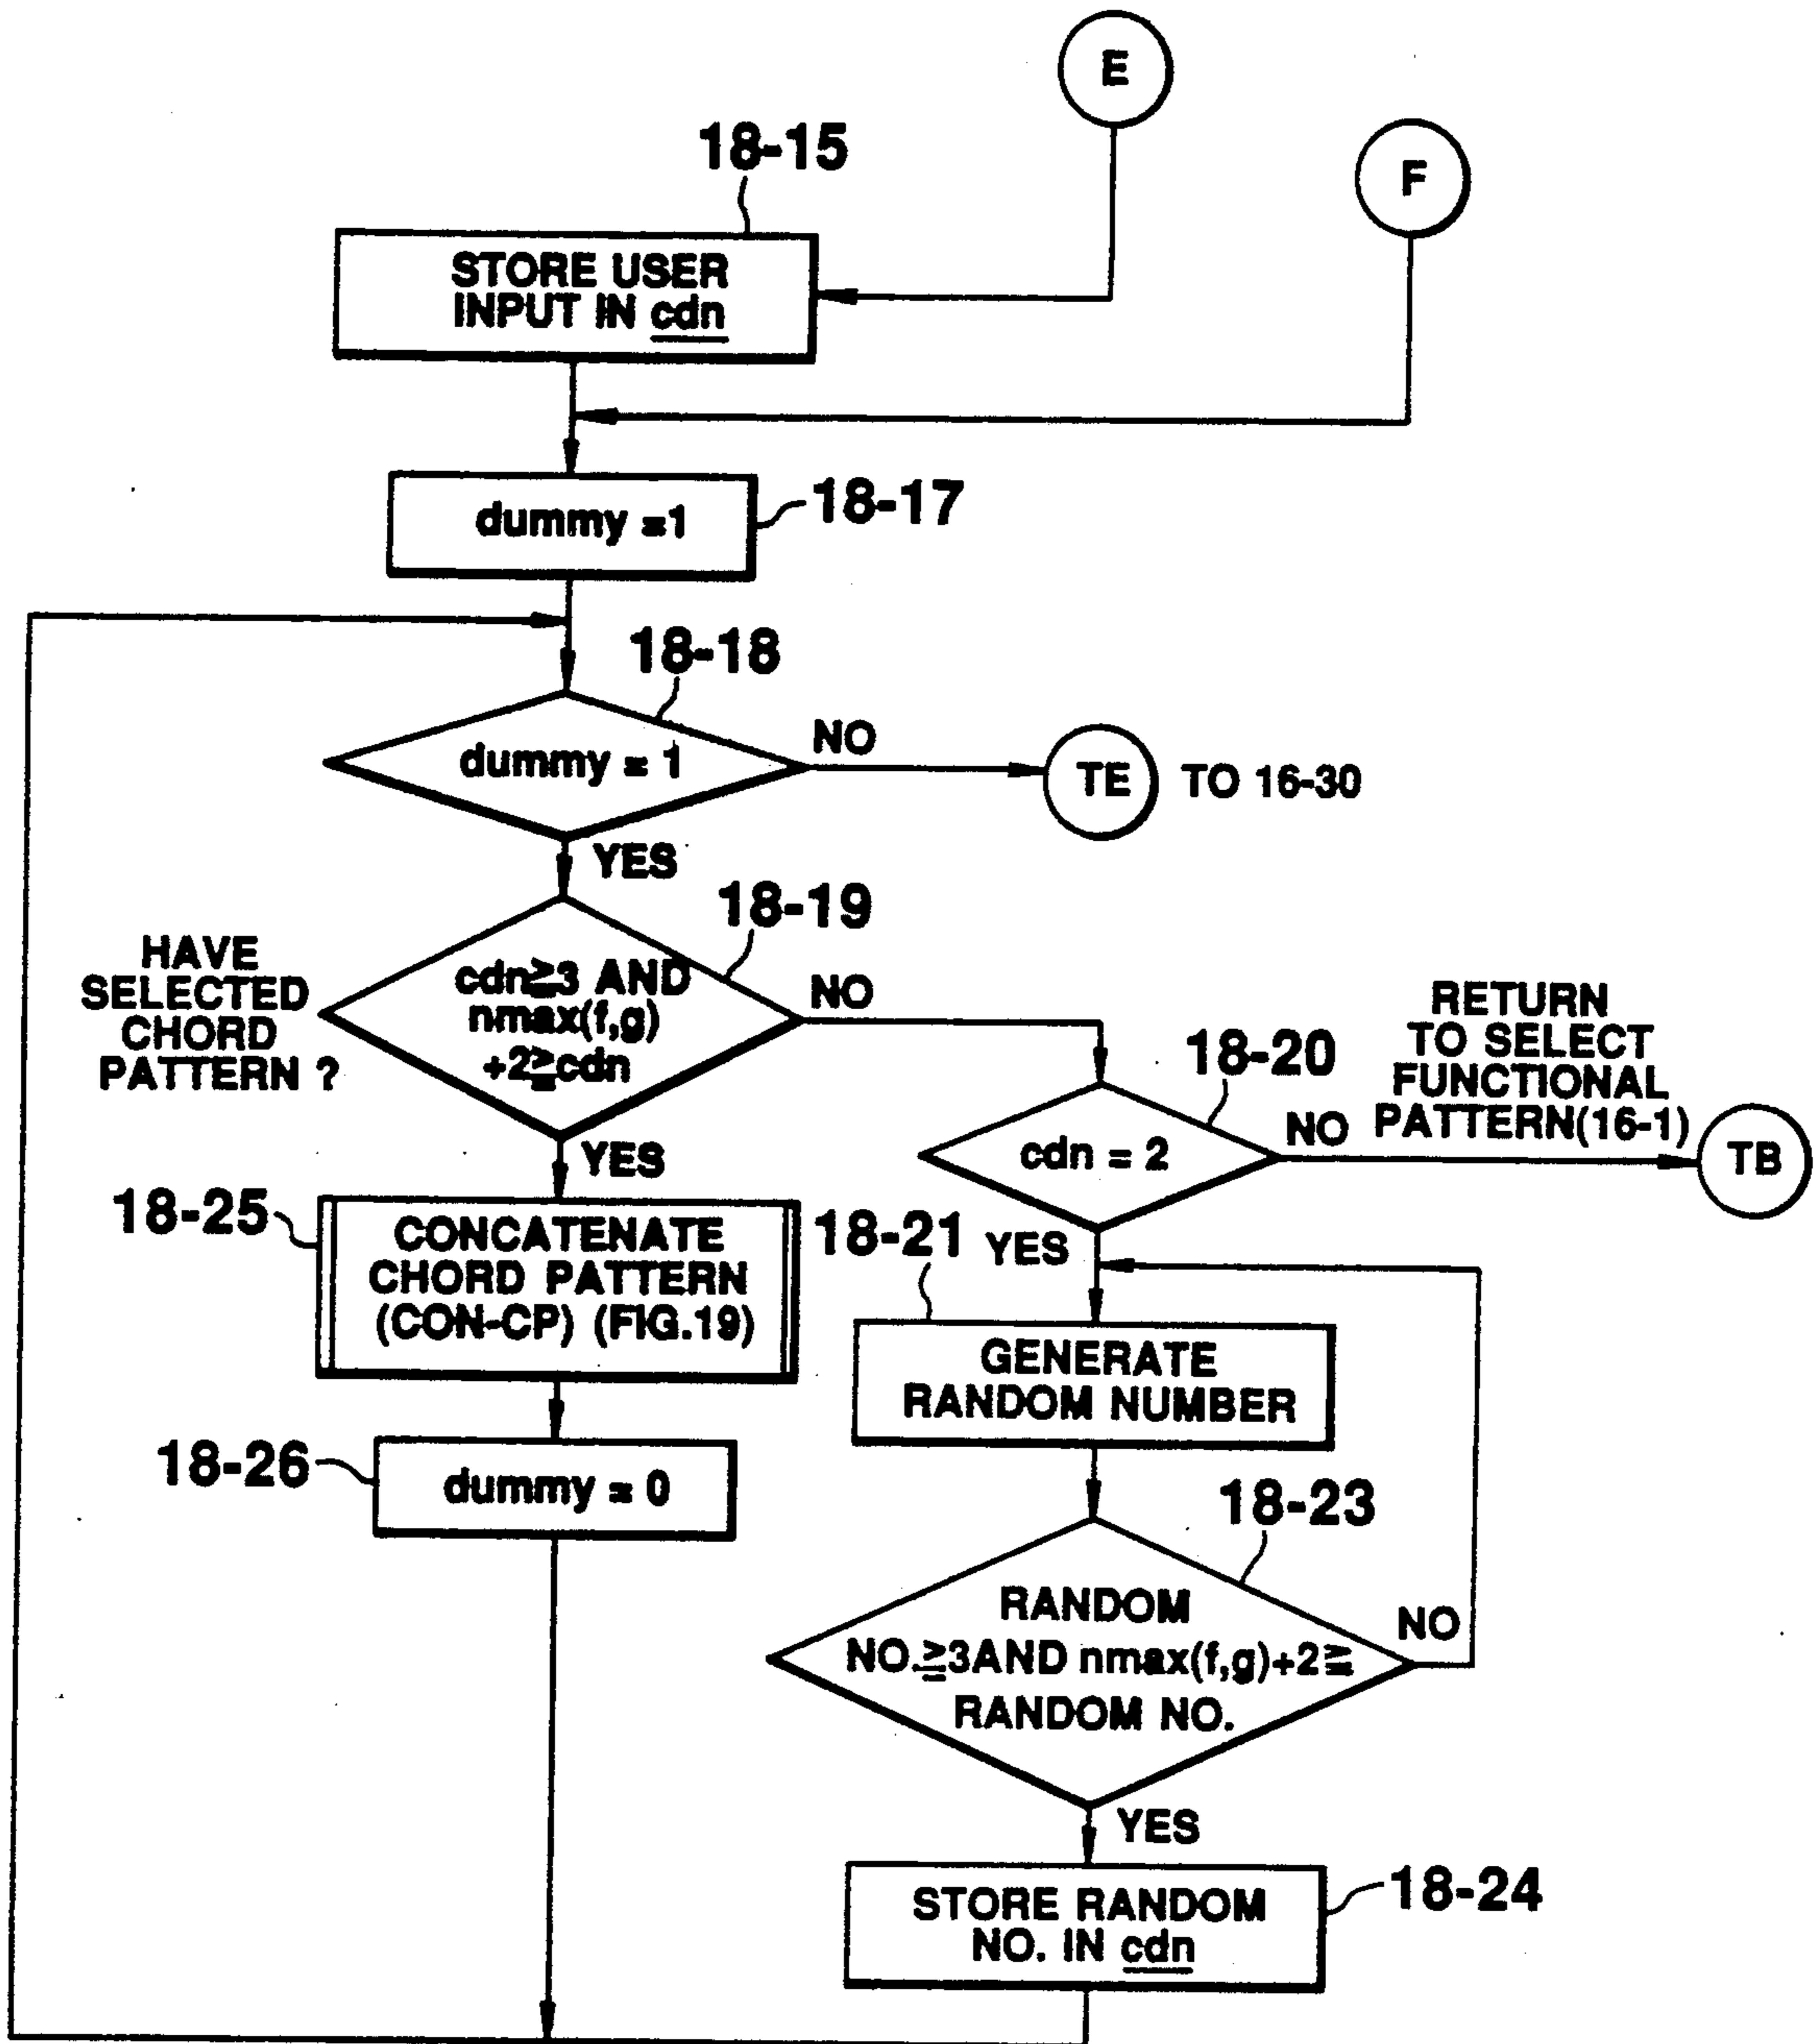 E
F
18-15
STORE USER
INPUT IN cdn
dummy =1
18-17
18-18
dummy = 1
NO
TE
TO 16-30
YES
18-19
HAVE
SELECTED
CHORD
PATTERN ?
cdn≧3 AND
nmax(f,g)
+2≧cdn
NO
RETURN
TO SELECT
FUNCTIONAL
PATTERN(16-1)
18-20
cdn = 2
NO
TB
YES
18-25
CONCATENATE
CHORD PATTERN
(CON-CP) (FIG.19)
18-21
YES
GENERATE
RANDOM NUMBER
18-26
dummy = 0
18-23
RANDOM
NO.≧3AND nmax(f,g)+2≧
RANDOM NO.
NO
YES
STORE RANDOM
NO. IN cdn
18-24